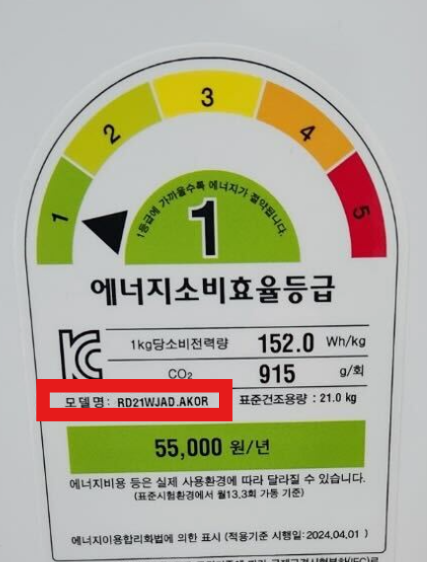 1
2
3
4
5
1등급에 가까울수록 에너지가 절약됩니다.
1
에너지소비효율등급
1kg당소비전력량 152.0 Wh/kg
CO₂ 915 g/회
모델명: RD21WJAD.AKOR 표준건조용량 : 21.0 kg
55,000 원/년
에너지비용 등은 실제 사용환경에 따라 달라질 수 있습니다.
(표준시험환경에서 월13.3회 가동 기준)
에너지이용합리화법에 의한 표시 (적용기준 시행일:2024.04.01 )